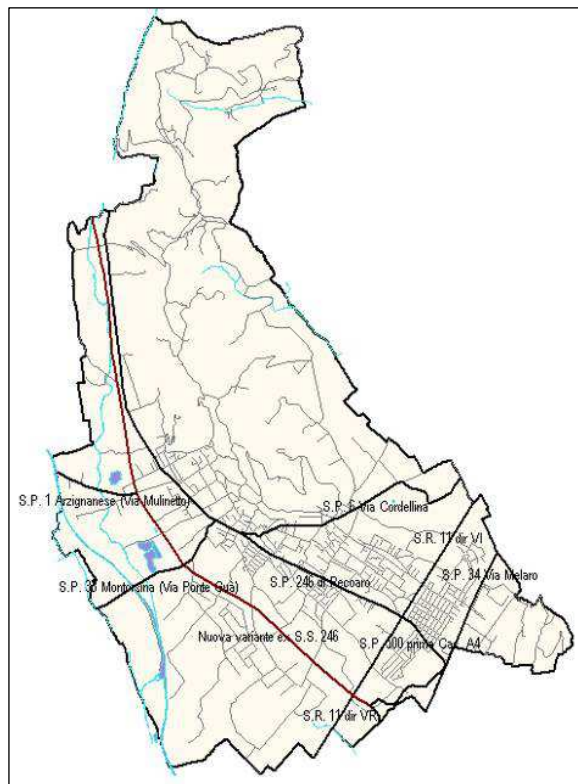 S.P. 1 Arzignanese (Via Mulinetto)
S.P. 5 Via Cordellina
S.R. 11 dir VI
S.P. 34 Via Melaro
S.P. 246 di Recoaro
S.P. 33 Montorsina (Via Ponte Guà)
Nuova variante ex S.S. 246
S.P. 500 prima Ca A4
S.R. 11 dir VR